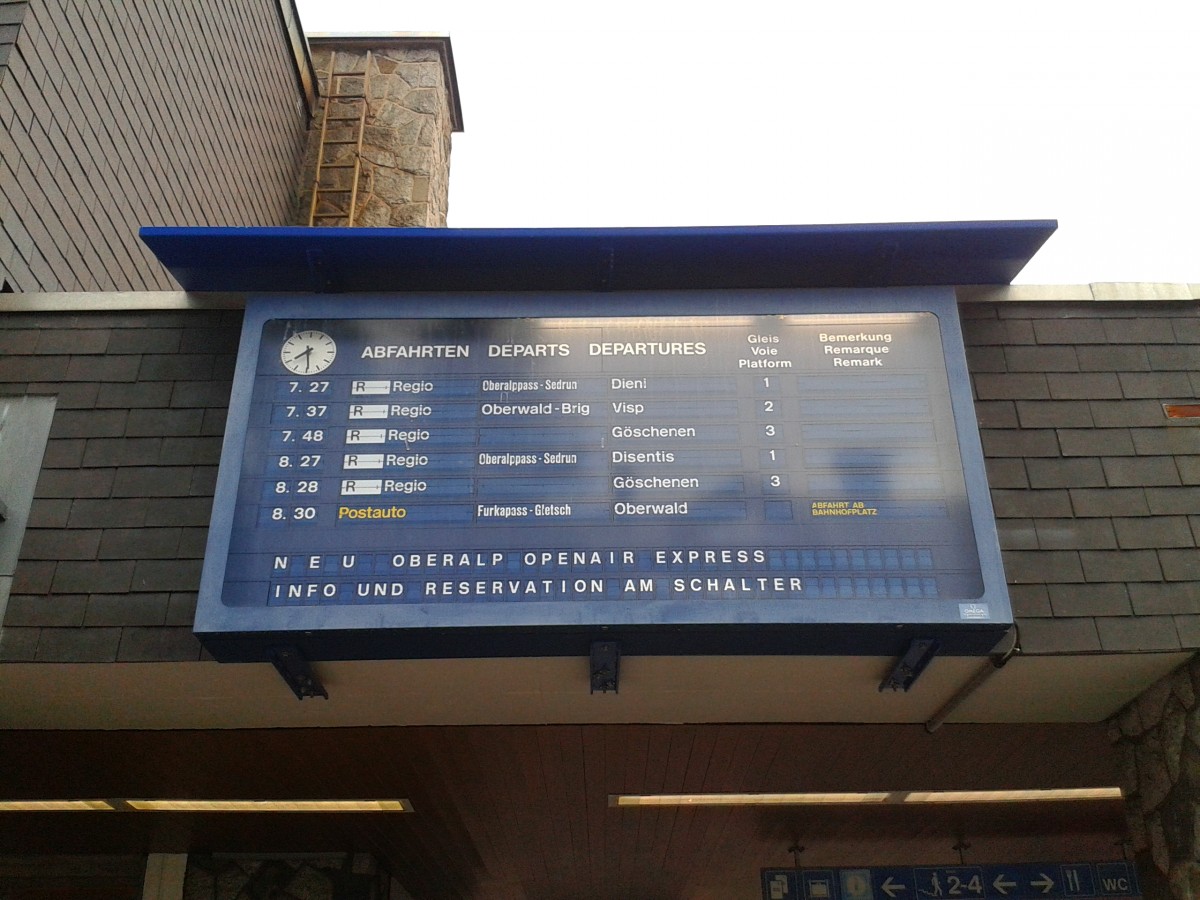 ABFAHRTEN DEPARTS DEPARTURES Gleis Voie Platform Bemerkung Remarque Remark
7. 27 R Regio Oberalppass - Sedrun Dieni 1
7. 37 R Regio Oberwald - Brig Visp 2
7. 48 R Regio Göschenen 3
8. 27 R Regio Oberalppass - Sedrun Disentis 1
8. 28 R Regio Göschenen 3
8. 30 Postauto Furkapass - Gletsch Oberwald ABFAHRT AB BAHNHOFPLATZ
NEU OBERALP OPENAIR EXPRESS
INFO UND RESERVATION AM SCHALTER
i ← 2-4 ← → WC